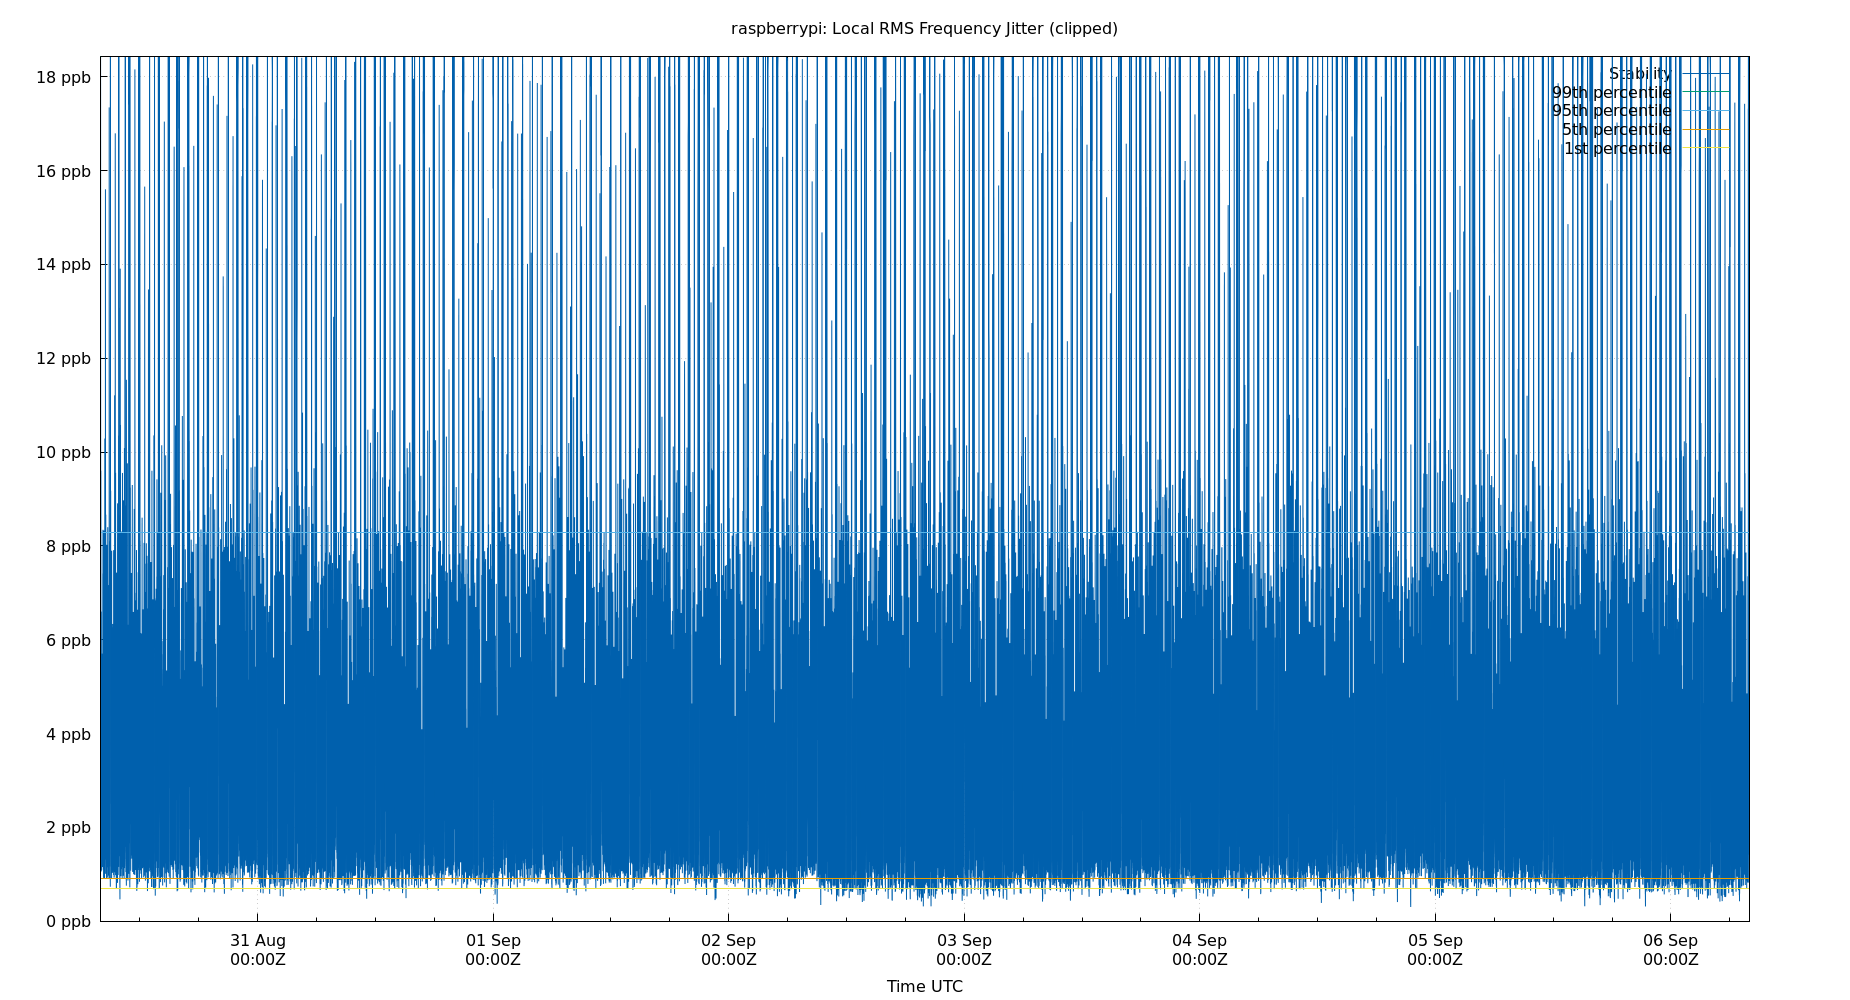 raspberrypi: Local RMS Frequency Jitter (clipped)
18 ppb
16 ppb
14 ppb
12 ppb
10 ppb
8 ppb
6 ppb
4 ppb
2 ppb
0 ppb
Stability
99th percentile
95th percentile
5th percentile
1st percentile
31 Aug
00:00Z
01 Sep
00:00Z
02 Sep
00:00Z
03 Sep
00:00Z
04 Sep
00:00Z
05 Sep
00:00Z
06 Sep
00:00Z
Time UTC